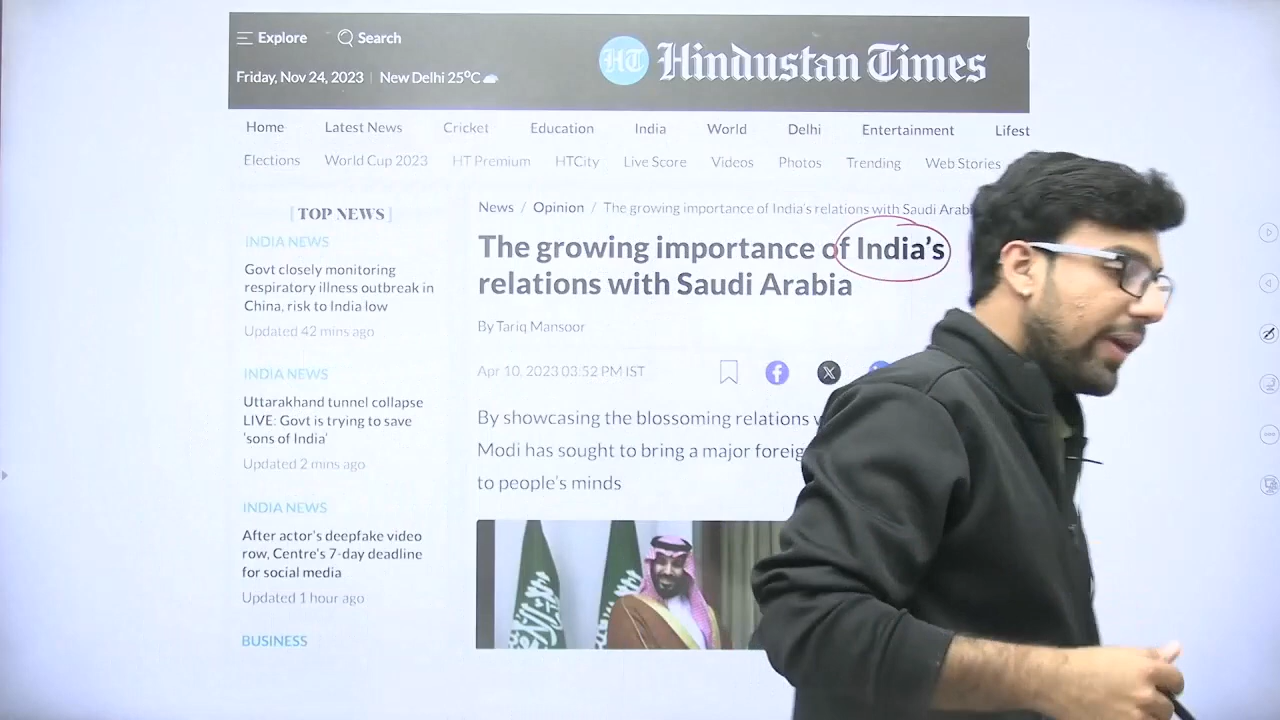 Explore
Search
Friday, Nov 24, 2023 | New Delhi 25°C
HT Hindustan Times
Home Latest News Cricket Education India World Delhi Entertainment Lifest
Elections World Cup 2023 HT Premium HTCity Live Score Videos Photos Trending Web Stories
TOP NEWS
INDIA NEWS
Govt closely monitoring
respiratory illness outbreak in
China, risk to India low
Updated 42 mins ago
INDIA NEWS
Uttarakhand tunnel collapse
LIVE: Govt is trying to save
‘sons of India’
Updated 2 mins ago
INDIA NEWS
After actor's deepfake video
row, Centre's 7-day deadline
for social media
Updated 1 hour ago
BUSINESS
News / Opinion / The growing importance of India's relations with Saudi Arabi
The growing importance of India’s
relations with Saudi Arabia
By Tariq Mansoor
Apr 10, 2023 03:52 PM IST
By showcasing the blossoming relations
Modi has sought to bring a major foreig
to people's minds